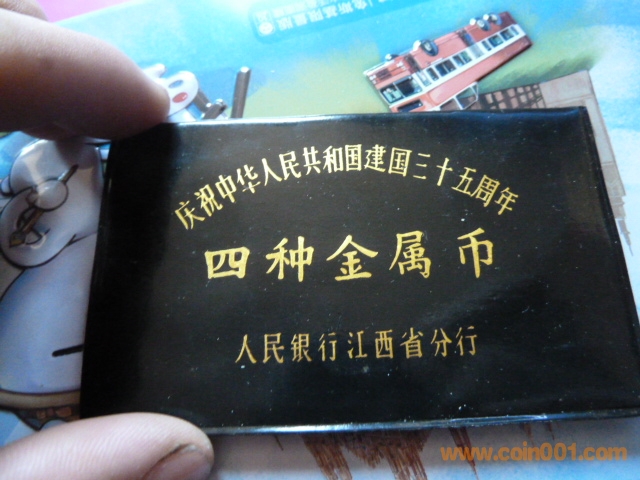 庆祝中华人民共和国建国三十五周年
四种金属币
人民银行江西省分行
www.coin001.com